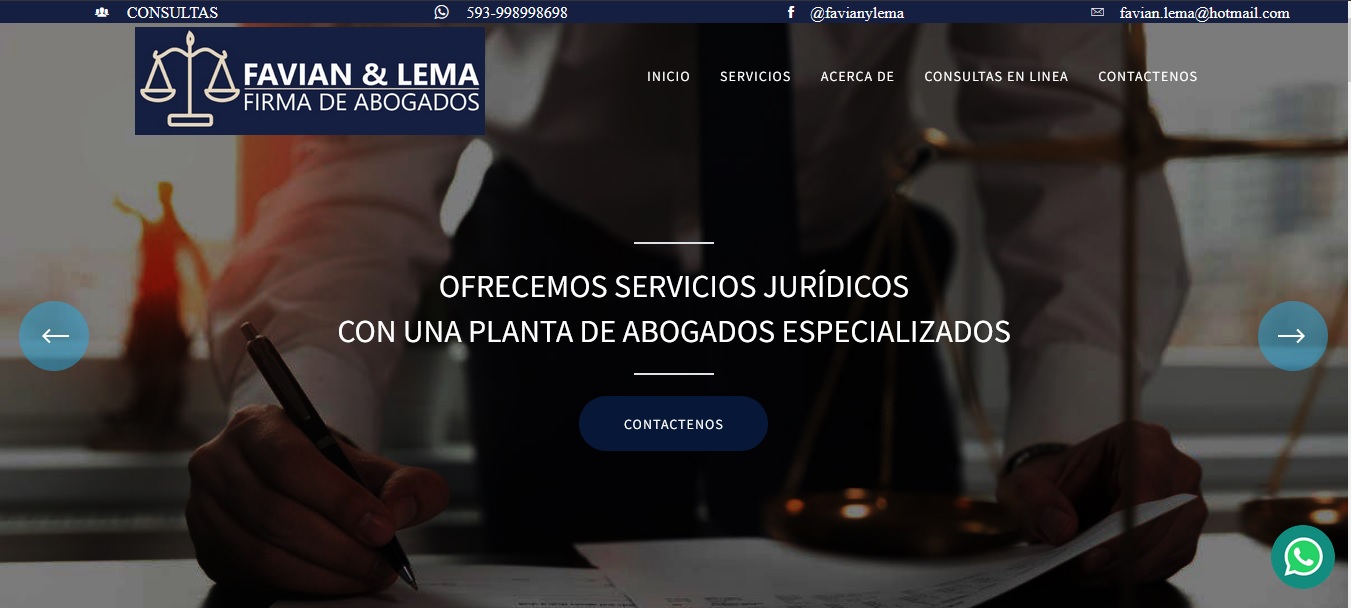 CONSULTAS
593-998998698
@favianylema
favian.lema@hotmail.com
FAVIAN & LEMA
FIRMA DE ABOGADOS
INICIO
SERVICIOS
ACERCA DE
CONSULTAS EN LINEA
CONTACTENOS
OFRECEMOS SERVICIOS JURÍDICOS
CON UNA PLANTA DE ABOGADOS ESPECIALIZADOS
CONTACTENOS